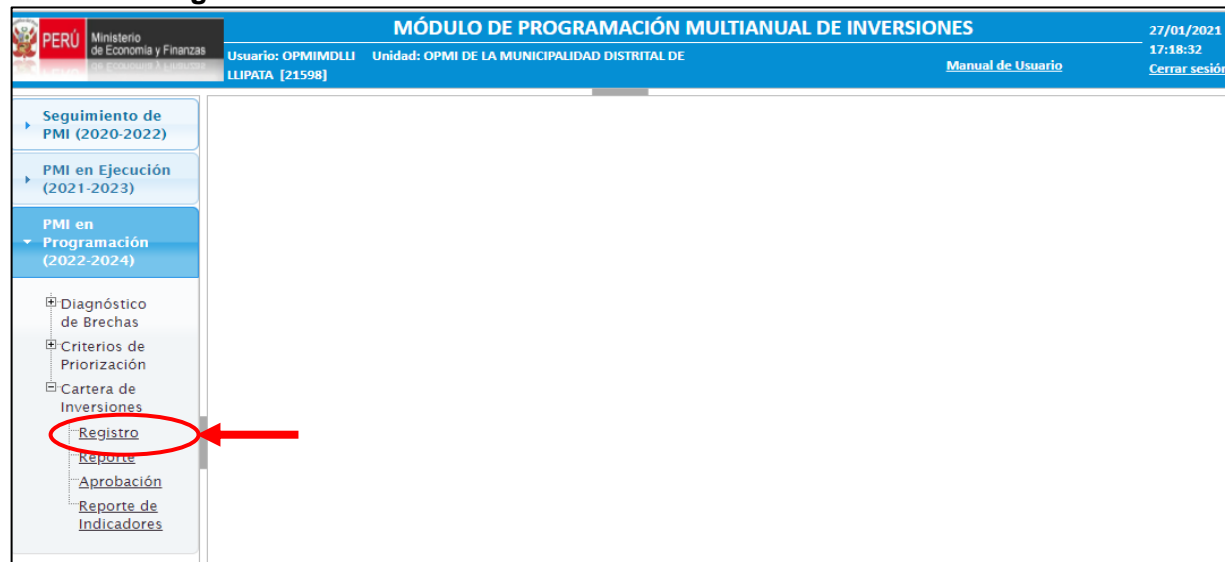 PERÚ
Ministerio
de Economía y Finanzas
MÓDULO DE PROGRAMACIÓN MULTIANUAL DE INVERSIONES
27/01/2021
17:18:32
Usuario: OPMIMDLLI Unidad: OPMI DE LA MUNICIPALIDAD DISTRITAL DE
LLIPATA [21598]
Manual de Usuario
Cerrar sesión
Seguimiento de
PMI (2020-2022)
PMI en Ejecución
(2021-2023)
PMI en
Programación
(2022-2024)
Diagnóstico
de Brechas
Criterios de
Priorización
Cartera de
Inversiones
Registro
Reporte
Aprobación
Reporte de
Indicadores